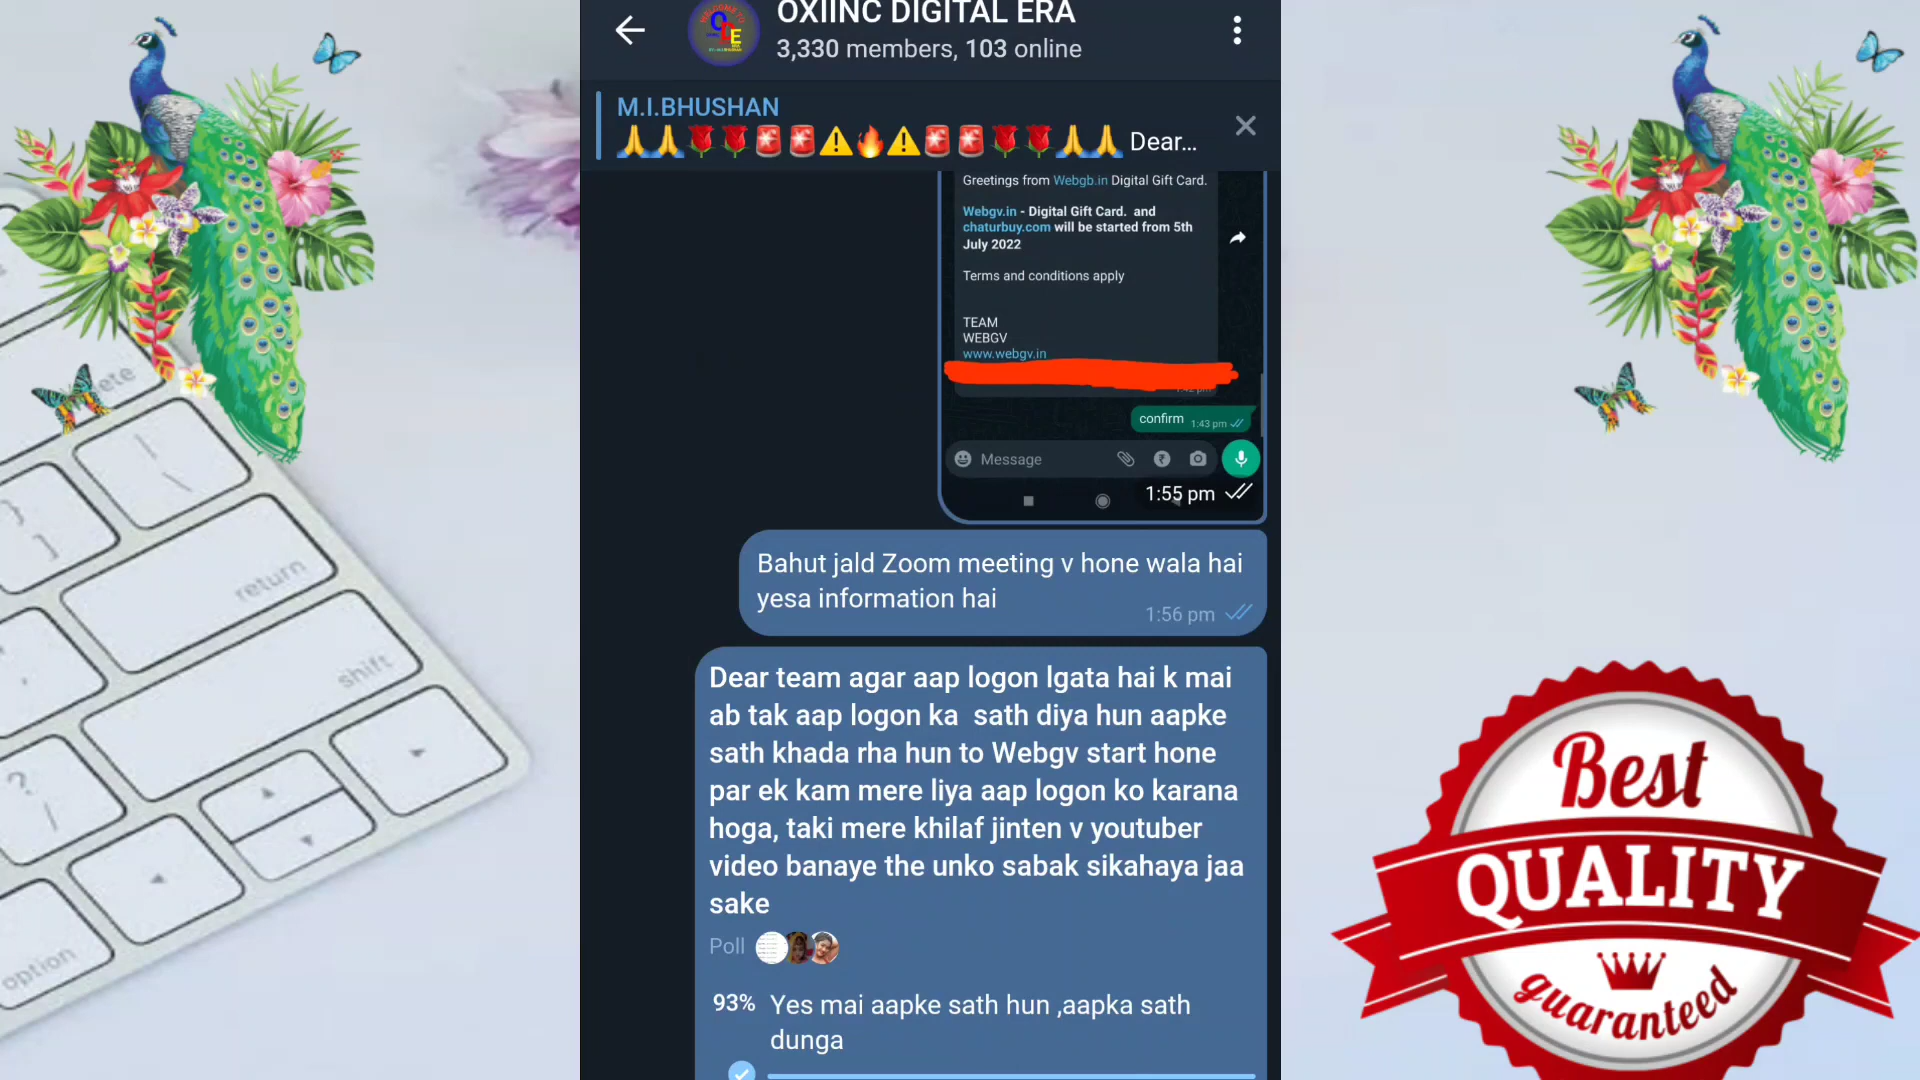 OXIINC DIGITAL ERA
3,330 members, 103 online
M.I.BHUSHAN
🙏🙏🌹🌹🚨🚨⚠️🔥⚠️🚨🚨🌹🌹🙏🙏 Dear...
Greetings from Webgb.in Digital Gift Card.
Webgv.in - Digital Gift Card. and
chaturbuy.com will be started from 5th
July 2022
Terms and conditions apply
TEAM
WEBGV
www.webgv.in
confirm 1:43 pm
Message
1:55 pm
Bahut jald Zoom meeting v hone wala hai
yesa information hai
1:56 pm
Dear team agar aap logon lgata hai k mai
ab tak aap logon ka sath diya hun aapke
sath khada rha hun to Webgv start hone
par ek kam mere liya aap logon ko karana
hoga, taki mere khilaf jinten v youtuber
video banaye the unko sabak sikahaya jaa
sake
Poll
93% Yes mai aapke sath hun ,aapka sath
dunga
return
shift
option
?
/
Best
QUALITY
guaranteed